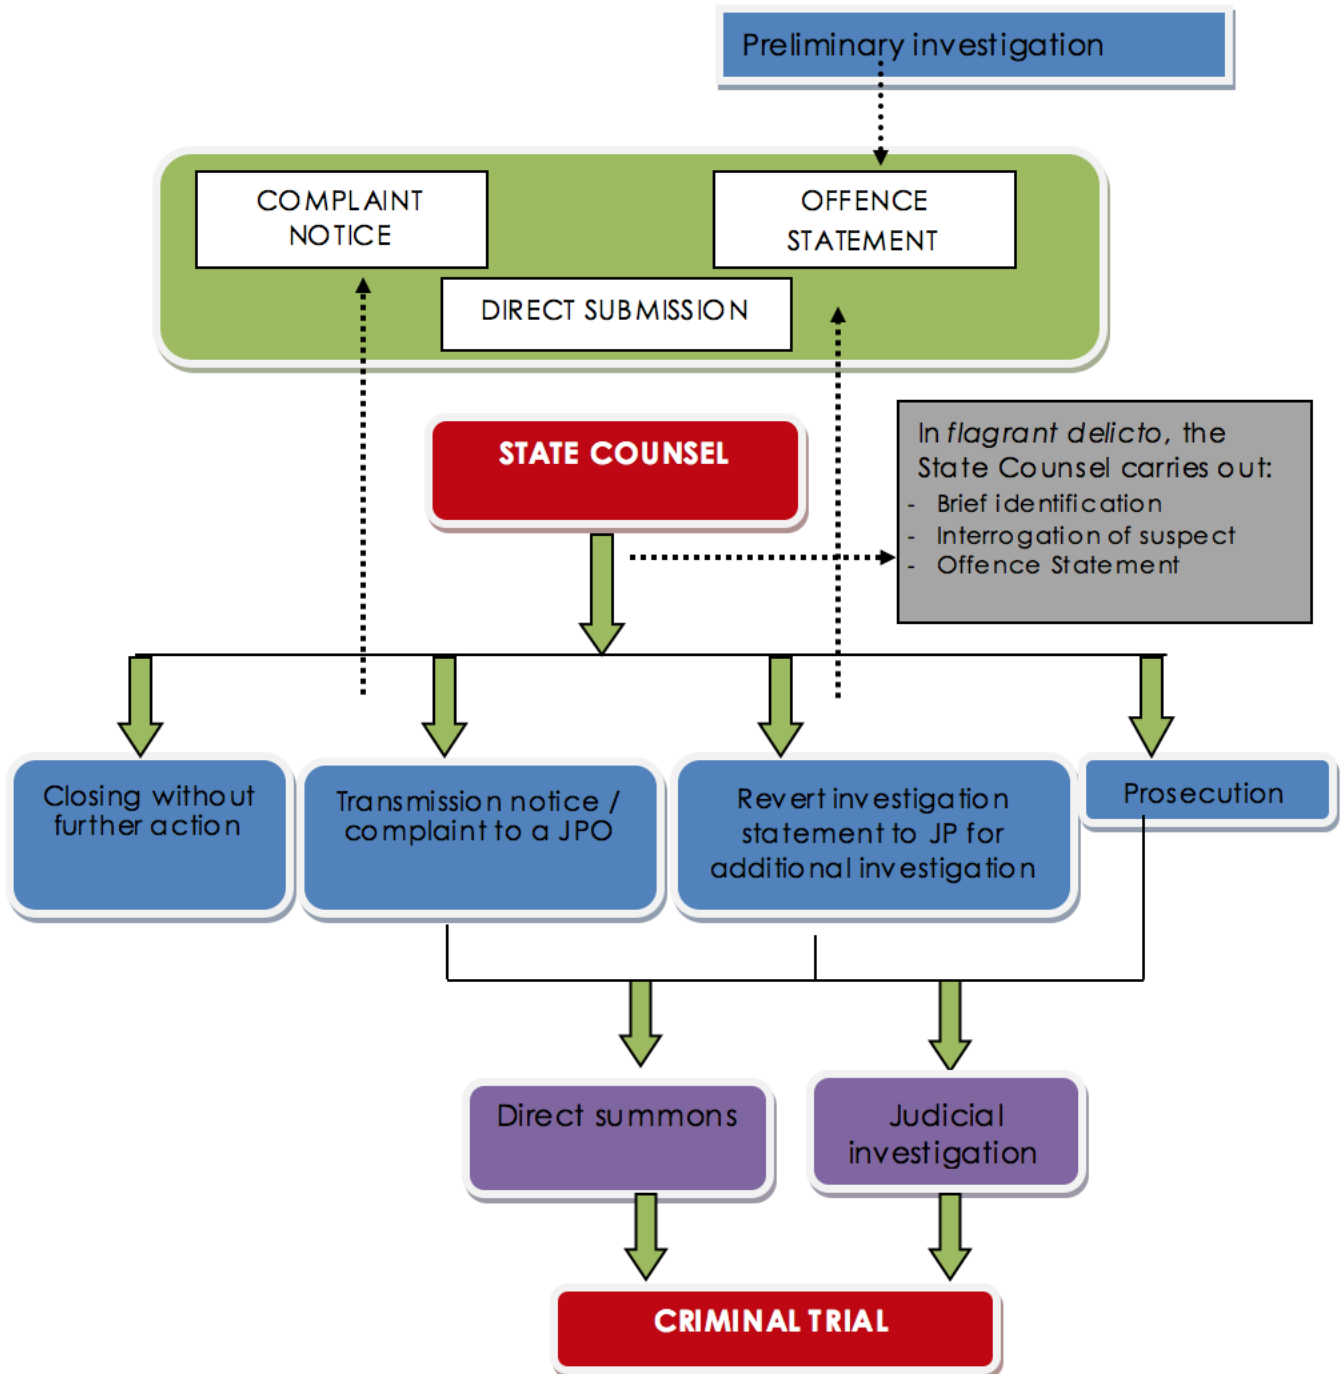 Preliminary investigation
COMPLAINT
NOTICE
OFFENCE
STATEMENT
DIRECT SUBMISSION
STATE COUNSEL
In flagrant delicto, the
State Counsel carries out:
- Brief identification
- Interrogation of suspect
- Offence Statement
Closing without
further action
Transmission notice /
complaint to a JPO
Revert investigation
statement to JP for
additional investigation
Prosecution
Direct summons
Judicial
investigation
CRIMINAL TRIAL